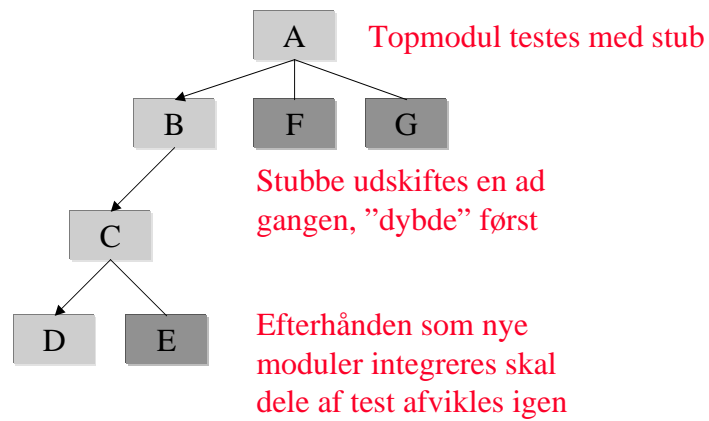 A
Topmodul testes med stub
B
F
G
Stubbe udskiftes en ad
gangen, ”dybde” først
C
D
E
Efterhånden som nye
moduler integreres skal
dele af test afvikles igen